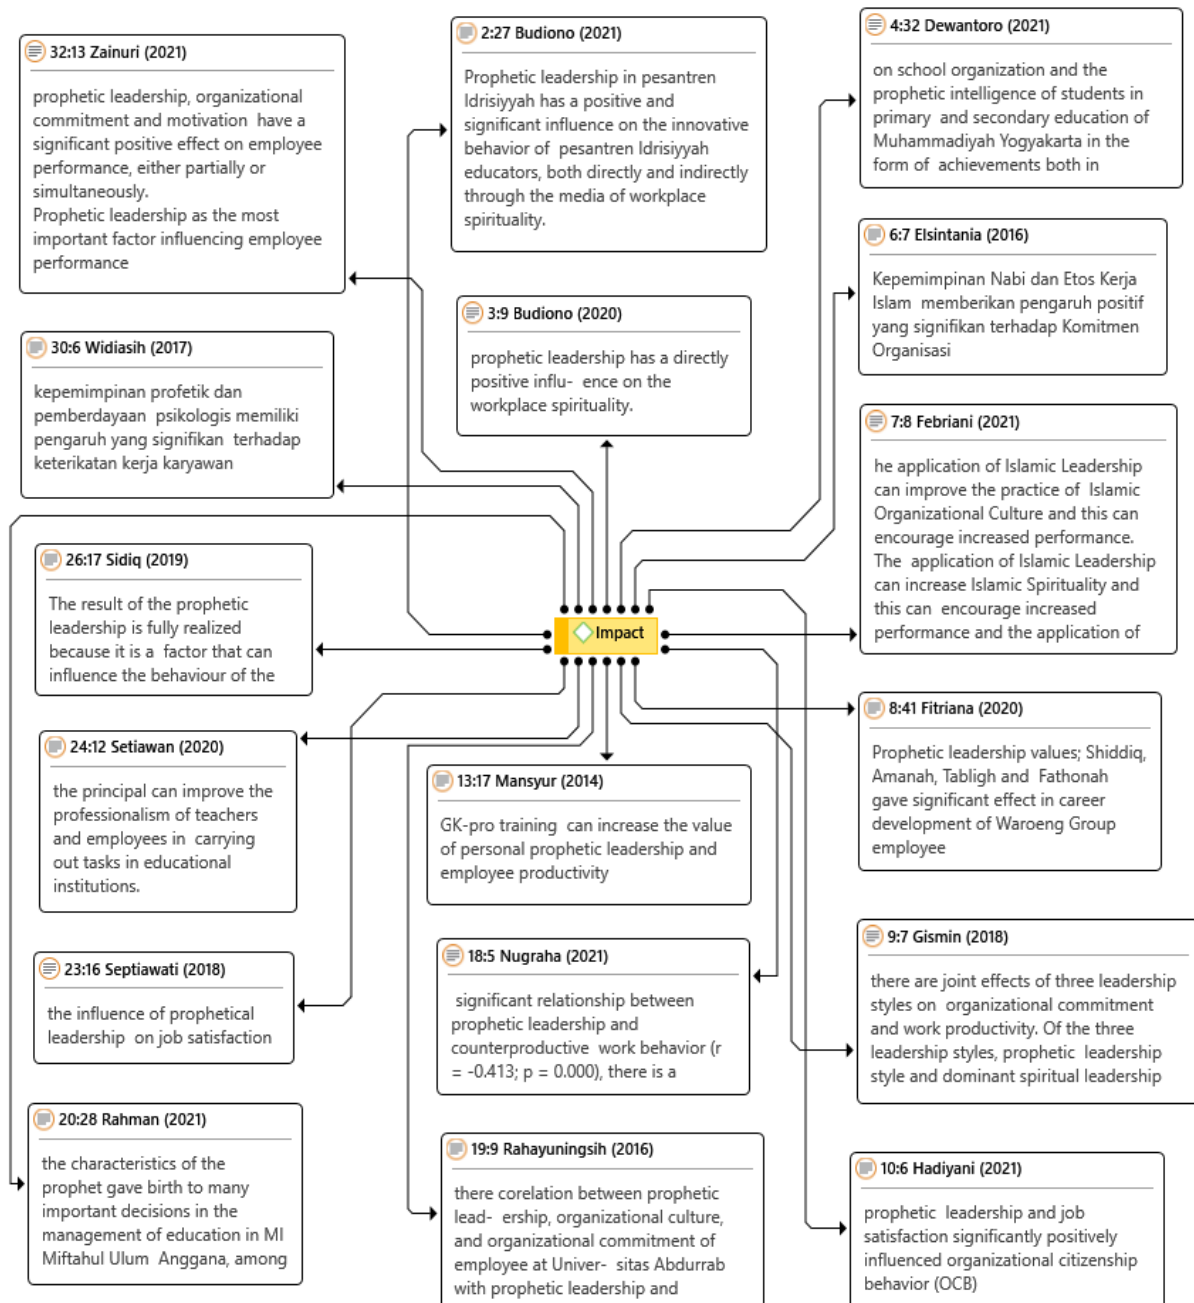 32:13 Zainuri (2021)
prophetic leadership, organizational
commitment and motivation have a
significant positive effect on employee
performance, either partially or
simultaneously.
Prophetic leadership as the most
important factor influencing employee
performance
2:27 Budiono (2021)
Prophetic leadership in pesantren
Idrisiyyah has a positive and
significant influence on the innovative
behavior of pesantren Idrisiyyah
educators, both directly and indirectly
through the media of workplace
spirituality.
4:32 Dewantoro (2021)
on school organization and the
prophetic intelligence of students in
primary and secondary education of
Muhammadiyah Yogyakarta in the
form of achievements both in
6:7 Elsintania (2016)
Kepemimpinan Nabi dan Etos Kerja
Islam memberikan pengaruh positif
yang signifikan terhadap Komitmen
Organisasi
3:9 Budiono (2020)
prophetic leadership has a directly
positive influ- ence on the
workplace spirituality.
30:6 Widiasih (2017)
kepemimpinan profetik dan
pemberdayaan psikologis memiliki
pengaruh yang signifikan terhadap
keterikatan kerja karyawan
7:8 Febriani (2021)
he application of Islamic Leadership
can improve the practice of Islamic
Organizational Culture and this can
encourage increased performance.
The application of Islamic Leadership
can increase Islamic Spirituality and
this can encourage increased
performance and the application of
26:17 Sidiq (2019)
The result of the prophetic
leadership is fully realized
because it is a factor that can
influence the behaviour of the
Impact
8:41 Fitriana (2020)
Prophetic leadership values; Shiddiq,
Amanah, Tabligh and Fathonah
gave significant effect in career
development of Waroeng Group
employee
24:12 Setiawan (2020)
the principal can improve the
professionalism of teachers
and employees in carrying
out tasks in educational
institutions.
13:17 Mansyur (2014)
GK-pro training can increase the value
of personal prophetic leadership and
employee productivity
9:7 Gismin (2018)
there are joint effects of three leadership
styles on organizational commitment
and work productivity. Of the three
leadership styles, prophetic leadership
style and dominant spiritual leadership
18:5 Nugraha (2021)
significant relationship between
prophetic leadership and
counterproductive work behavior (r
= -0.413; p = 0.000), there is a
23:16 Septiawati (2018)
the influence of prophetical
leadership on job satisfaction
20:28 Rahman (2021)
the characteristics of the
prophet gave birth to many
important decisions in the
management of education in MI
Miftahul Ulum Anggana, among
19:9 Rahayuningsih (2016)
there corelation between prophetic
lead- ership, organizational culture,
and organizational commitment of
employee at Univer- sitas Abdurrab
with prophetic leadership and
10:6 Hadiyani (2021)
prophetic leadership and job
satisfaction significantly positively
influenced organizational citizenship
behavior (OCB)